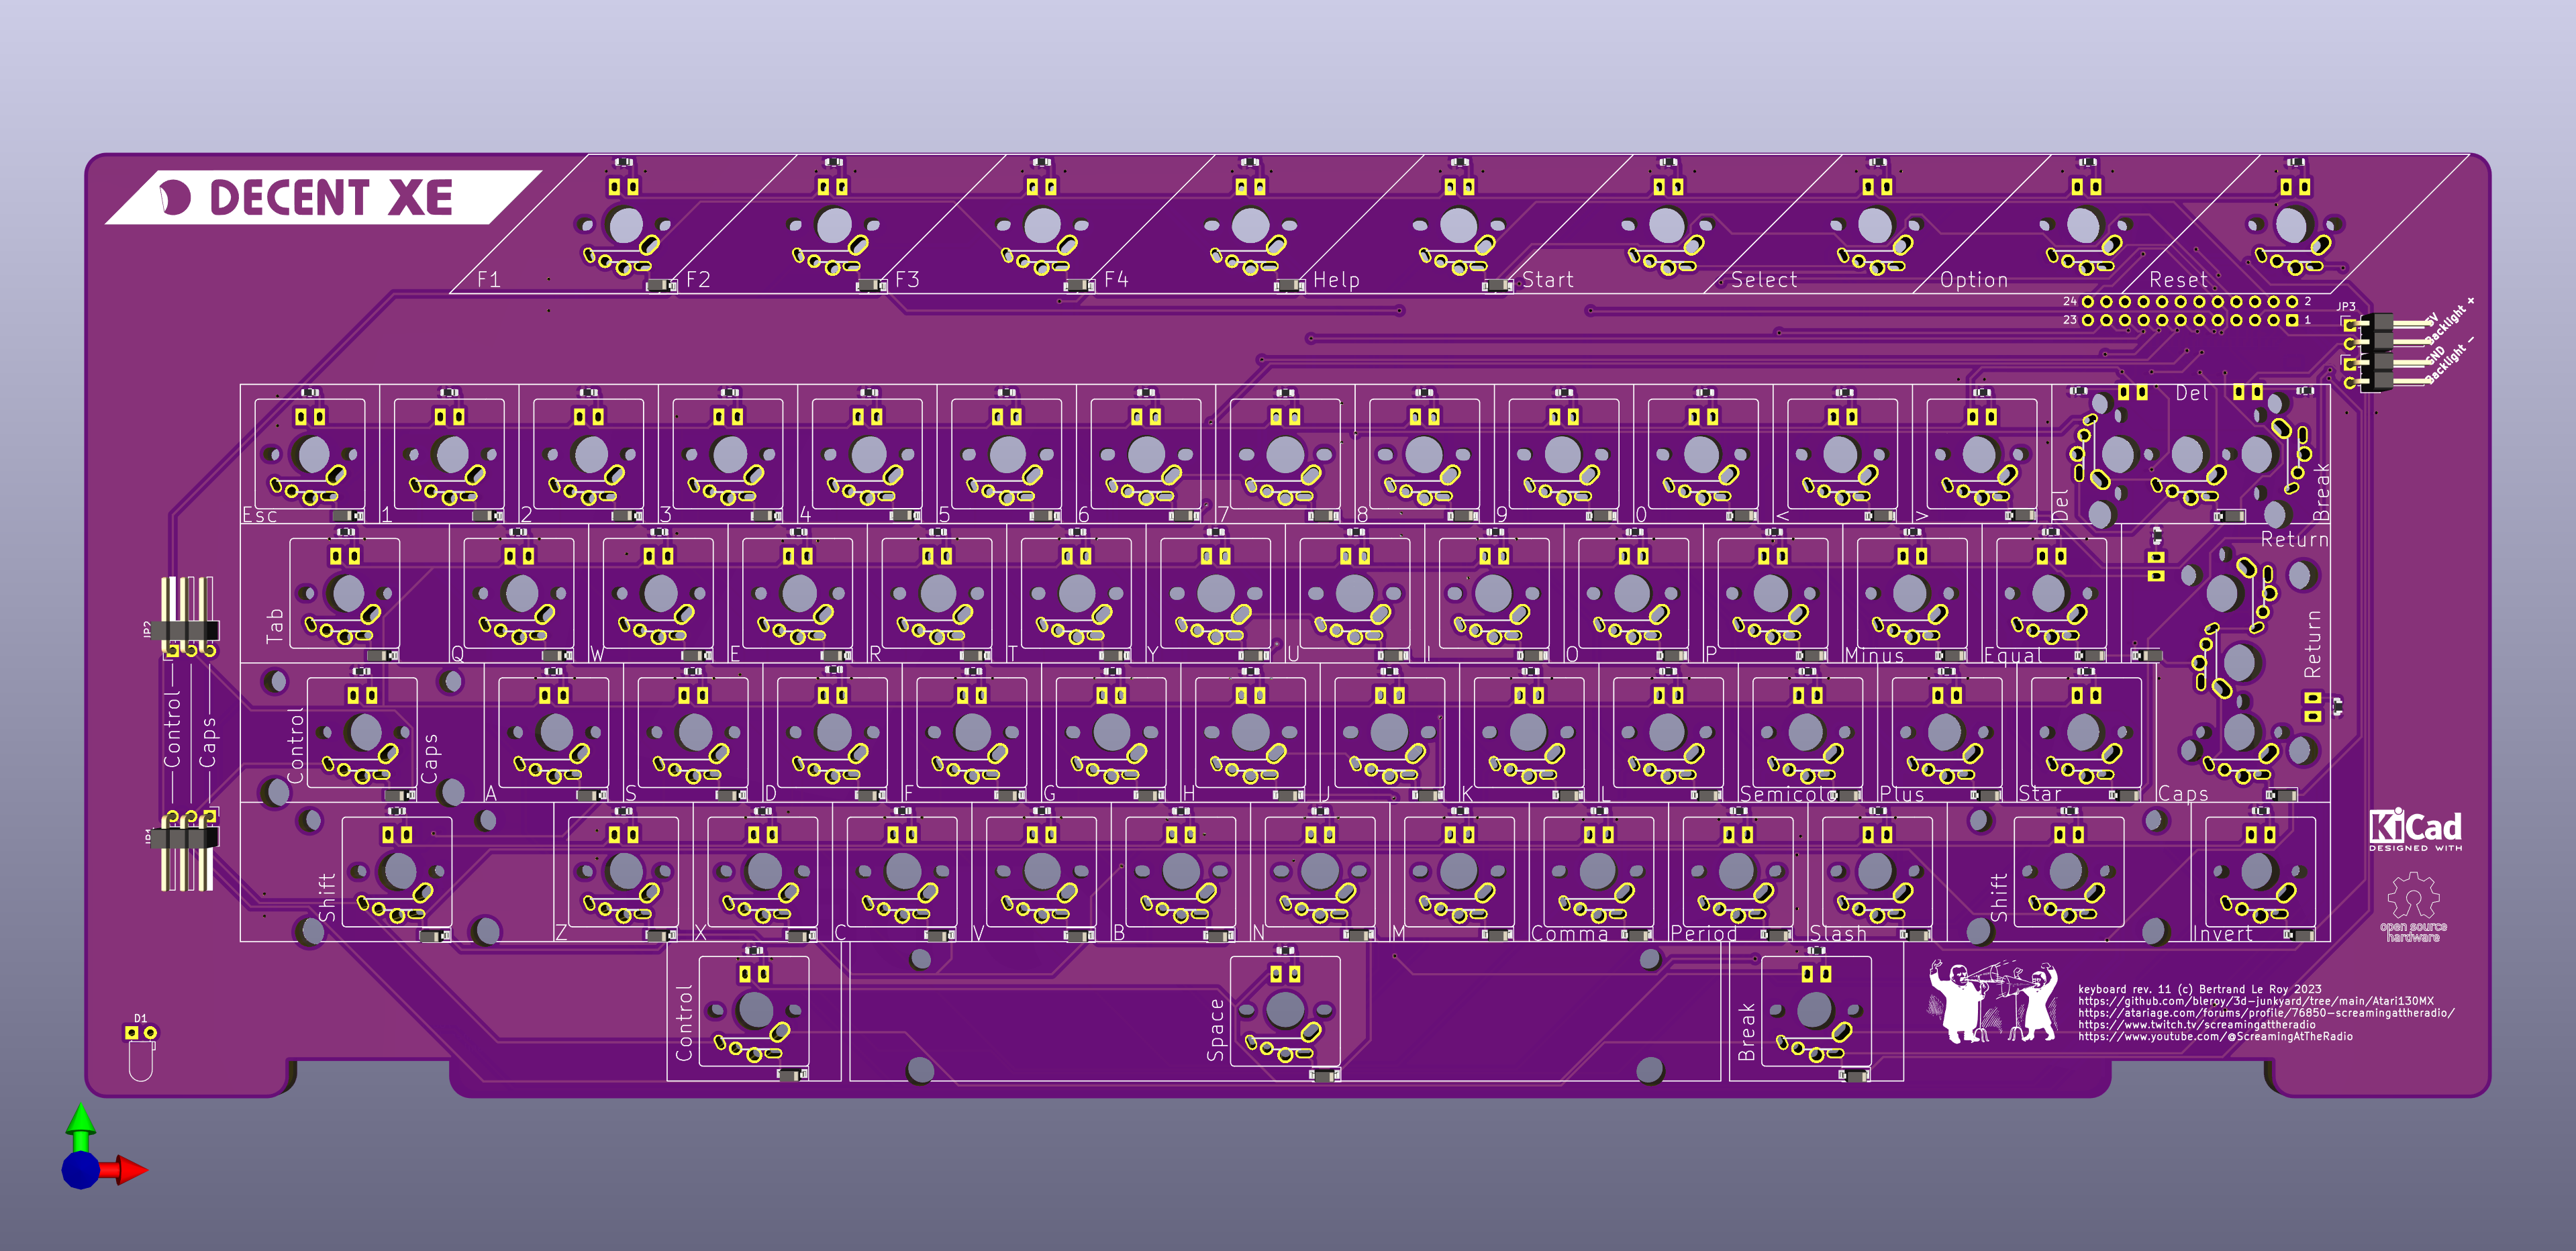 DECENT XE
F1
F2
F3
F4
Help
Start
Select
Option
Reset
24
2
23
1
JP3
5V
Backlight +
GND
Backlight -
Esc
1
2
3
4
5
6
7
8
9
0
<
>
Del
Del
Break
Tab
Q
W
E
R
T
Y
U
I
O
P
Minus
Equal
Return
Return
JP2
Control
Caps
Control
Caps
A
S
D
F
G
H
J
K
L
Plus
Star
Caps
Shift
Z
X
C
V
B
N
M
Comma
Period
Slash
Shift
Invert
KiCad
DESIGNED WITH
open source
hardware
Control
Space
Break
D1
keyboard rev. 11 (c) Bertrand Le Roy 2023
https://github.com/bleroy/3d-junkyard/tree/main/Atari130MX
https://atariage.com/forums/profile/76850-screamingattheradio/
https://www.twitch.tv/screamingattheradio
https://www.youtube.com/@ScreamingAtTheRadio